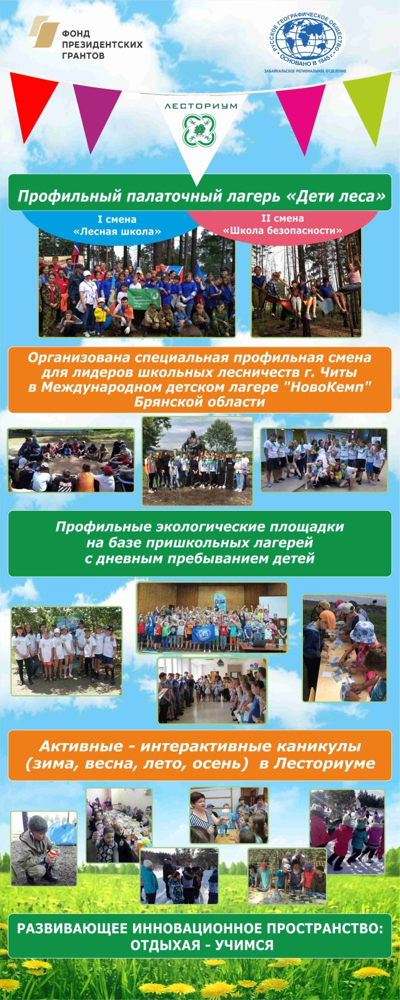 ФОНД
ПРЕЗИДЕНТСКИХ
ГРАНТОВ
РУССКОЕ ГЕОГРАФИЧЕСКОЕ ОБЩЕСТВО
• ОСНОВАНО В 1845 г. •
ЗАБАЙКАЛЬСКОЕ РЕГИОНАЛЬНОЕ ОТДЕЛЕНИЕ
ЛЕСТОРИУМ
Профильный палаточный лагерь «Дети леса»
I смена
«Лесная школа»
II смена
«Школа безопасности»
Организована специальная профильная смена
для лидеров школьных лесничеств г. Читы
в Международном детском лагере "НовоКемп"
Брянской области
Профильные экологические площадки
на базе пришкольных лагерей
с дневным пребыванием детей
Активные - интерактивные каникулы
(зима, весна, лето, осень) в Лесториуме
РАЗВИВАЮЩЕЕ ИННОВАЦИОННОЕ ПРОСТРАНСТВО:
ОТДЫХАЯ - УЧИМСЯ